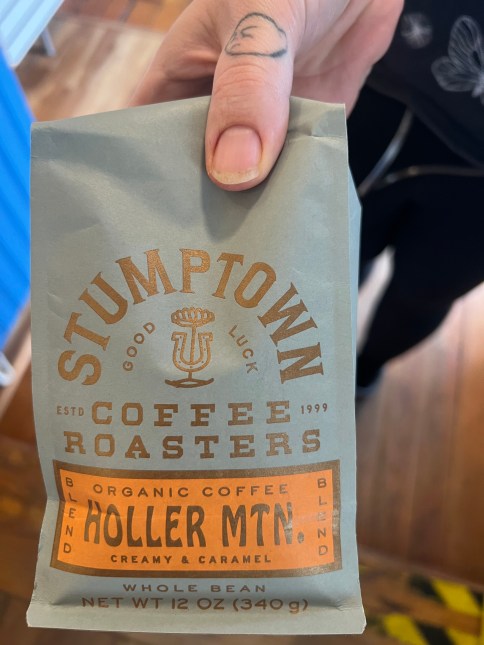 STUMPTOWN
GOOD LUCK
ESTD COFFEE 1999
ROASTERS
BLEND ORGANIC COFFEE BLEND
HOLLER MTN.
CREAMY & CARAMEL
WHOLE BEAN
NET WT 12 OZ (340 g)